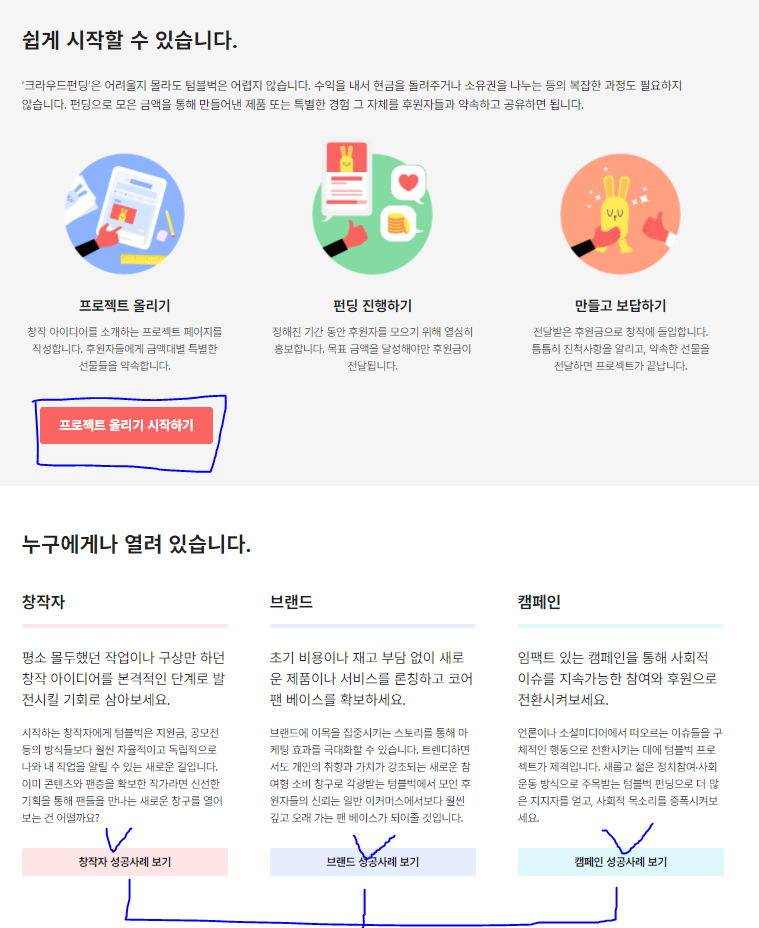 쉽게 시작할 수 있습니다.
'크라우드펀딩'은 어려울지 몰라도 텀블벅은 어렵지 않습니다. 수익을 내서 현금을 돌려주거나 소유권을 나누는 등의 복잡한 과정도 필요하지
않습니다. 펀딩으로 모은 금액을 통해 만들어낸 제품 또는 특별한 경험 그 자체를 후원자들과 약속하고 공유하면 됩니다.
프로젝트 올리기
창작 아이디어를 소개하는 프로젝트 페이지를
작성합니다. 후원자들에게 금액대별 특별한
선물들을 약속합니다.
펀딩 진행하기
정해진 기간 동안 후원자를 모으기 위해 열심히
홍보합니다. 목표 금액을 달성해야만 후원금이
전달됩니다.
만들고 보답하기
전달받은 후원금으로 창작에 돌입합니다.
틈틈히 진척사항을 알리고, 약속한 선물을
전달하면 프로젝트가 끝납니다.
프로젝트 올리기 시작하기
누구에게나 열려 있습니다.
창작자
평소 몰두했던 작업이나 구상만 하던
창작 아이디어를 본격적인 단계로 발
전시킬 기회로 삼아보세요.
시작하는 창작자에게 텀블벅은 지원금, 공모전
등의 방식들보다 훨씬 자율적이고 독립적으로
나와 내 작업을 알릴 수 있는 새로운 길입니다.
이미 콘텐츠와 팬층을 확보한 작가라면 신선한
기획을 통해 팬들을 만나는 새로운 창구를 열어
보는 건 어떨까요?
창작자 성공사례 보기
브랜드
초기 비용이나 재고 부담 없이 새로
운 제품이나 서비스를 론칭하고 코어
팬 베이스를 확보하세요.
브랜드에 이목을 집중시키는 스토리를 통해 마
케팅 효과를 극대화할 수 있습니다. 트렌디하면
서도 개인의 취향과 가치가 강조되는 새로운 참
여형 소비 창구로 각광받는 텀블벅에서 모인 후
원자들의 신뢰는 일반 이커머스에서보다 훨씬
깊고 오래 가는 팬 베이스가 되어줄 것입니다.
브랜드 성공사례 보기
캠페인
임팩트 있는 캠페인을 통해 사회적
이슈를 지속가능한 참여와 후원으로
전환시켜보세요.
언론이나 소셜미디어에서 떠오르는 이슈들을 구
체적인 행동으로 전환시키는 데에 텀블벅 프로
젝트가 제격입니다. 새롭고 젊은 정치참여·사회
운동 방식으로 주목받는 텀블벅 펀딩으로 더 많
은 지지자를 얻고, 사회적 목소리를 증폭시켜보
세요.
캠페인 성공사례 보기